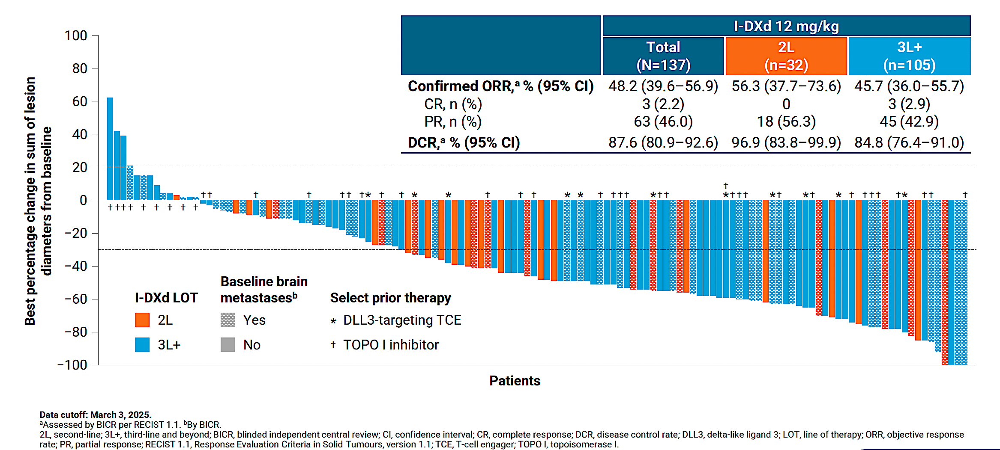 I-DXd 12 mg/kg
Total
(N=137)
2L
(n=32)
3L+
(n=105)
Confirmed ORR,ᵃ % (95% CI) 48.2 (39.6–56.9) 56.3 (37.7–73.6) 45.7 (36.0–55.7)
CR, n (%) 3 (2.2) 0 3 (2.9)
PR, n (%) 63 (46.0) 18 (56.3) 45 (42.9)
DCR,ᵃ % (95% CI) 87.6 (80.9–92.6) 96.9 (83.8–99.9) 84.8 (76.4–91.0)
Best percentage change in sum of lesion
diameters from baseline
100
80
60
40
20
0
−20
−40
−60
−80
−100
I-DXd LOT
2L
3L+
Baseline brain
metastasesᵇ
Yes
No
Select prior therapy
* DLL3-targeting TCE
† TOPO I inhibitor
Patients
Data cutoff: March 3, 2025.
ᵃAssessed by BICR per RECIST 1.1. ᵇBy BICR.
2L, second-line; 3L+, third-line and beyond; BICR, blinded independent central review; CI, confidence interval; CR, complete response; DCR, disease control rate; DLL3, delta-like ligand 3; LOT, line of therapy; ORR, objective response
rate; PR, partial response; RECIST 1.1, Response Evaluation Criteria in Solid Tumours, version 1.1; TCE, T-cell engager; TOPO I, topoisomerase I.